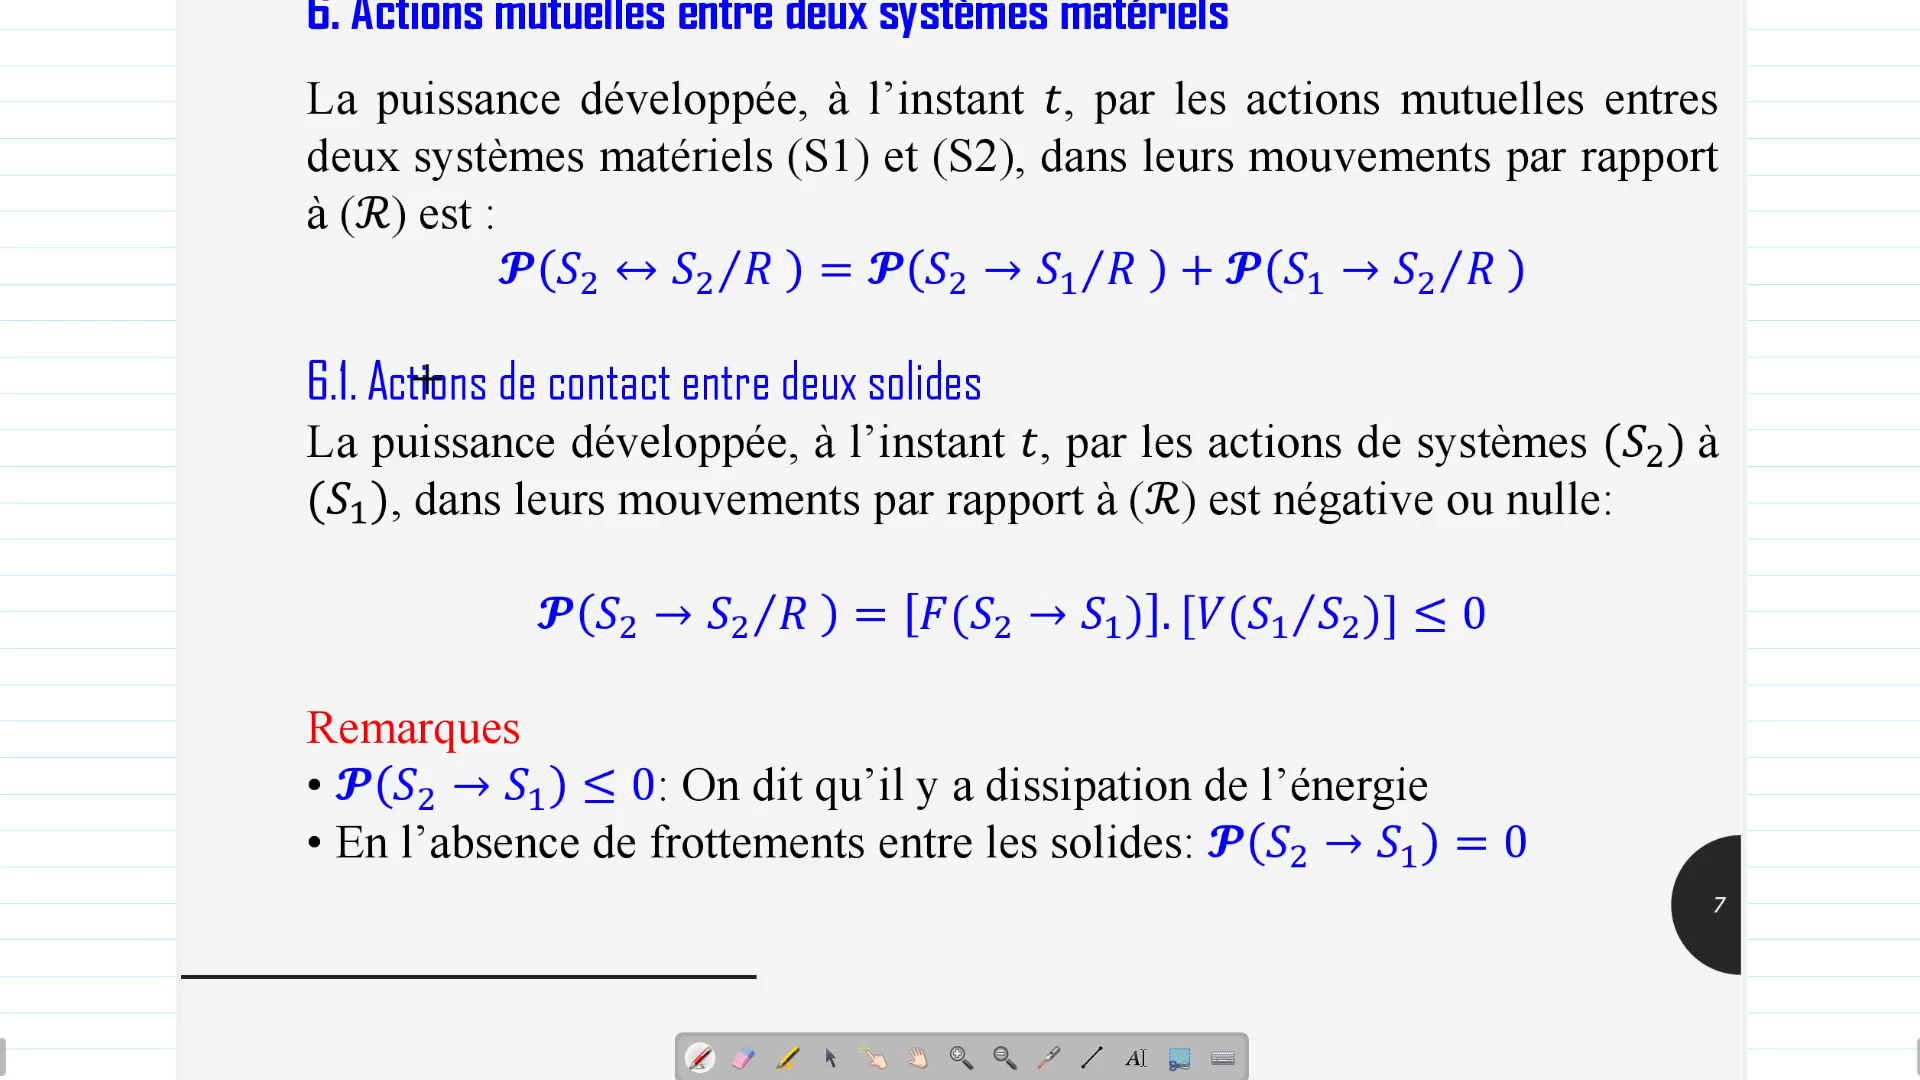 6. Actions mutuelles entre deux systèmes matériels
La puissance développée, à l’instant t, par les actions mutuelles entres
deux systèmes matériels (S1) et (S2), dans leurs mouvements par rapport
à (ℛ) est :
𝓟(S₂ ↔ S₂/R ) = 𝓟(S₂ → S₁/R ) + 𝓟(S₁ → S₂/R )
6.1. Actions de contact entre deux solides
La puissance développée, à l’instant t, par les actions de systèmes (S₂) à
(S₁), dans leurs mouvements par rapport à (ℛ) est négative ou nulle:
𝓟(S₂ → S₂/R ) = [F(S₂ → S₁)]. [V(S₁/S₂)] ≤ 0
Remarques
• 𝓟(S₂ → S₁) ≤ 0: On dit qu’il y a dissipation de l’énergie
• En l’absence de frottements entre les solides: 𝓟(S₂ → S₁) = 0
7